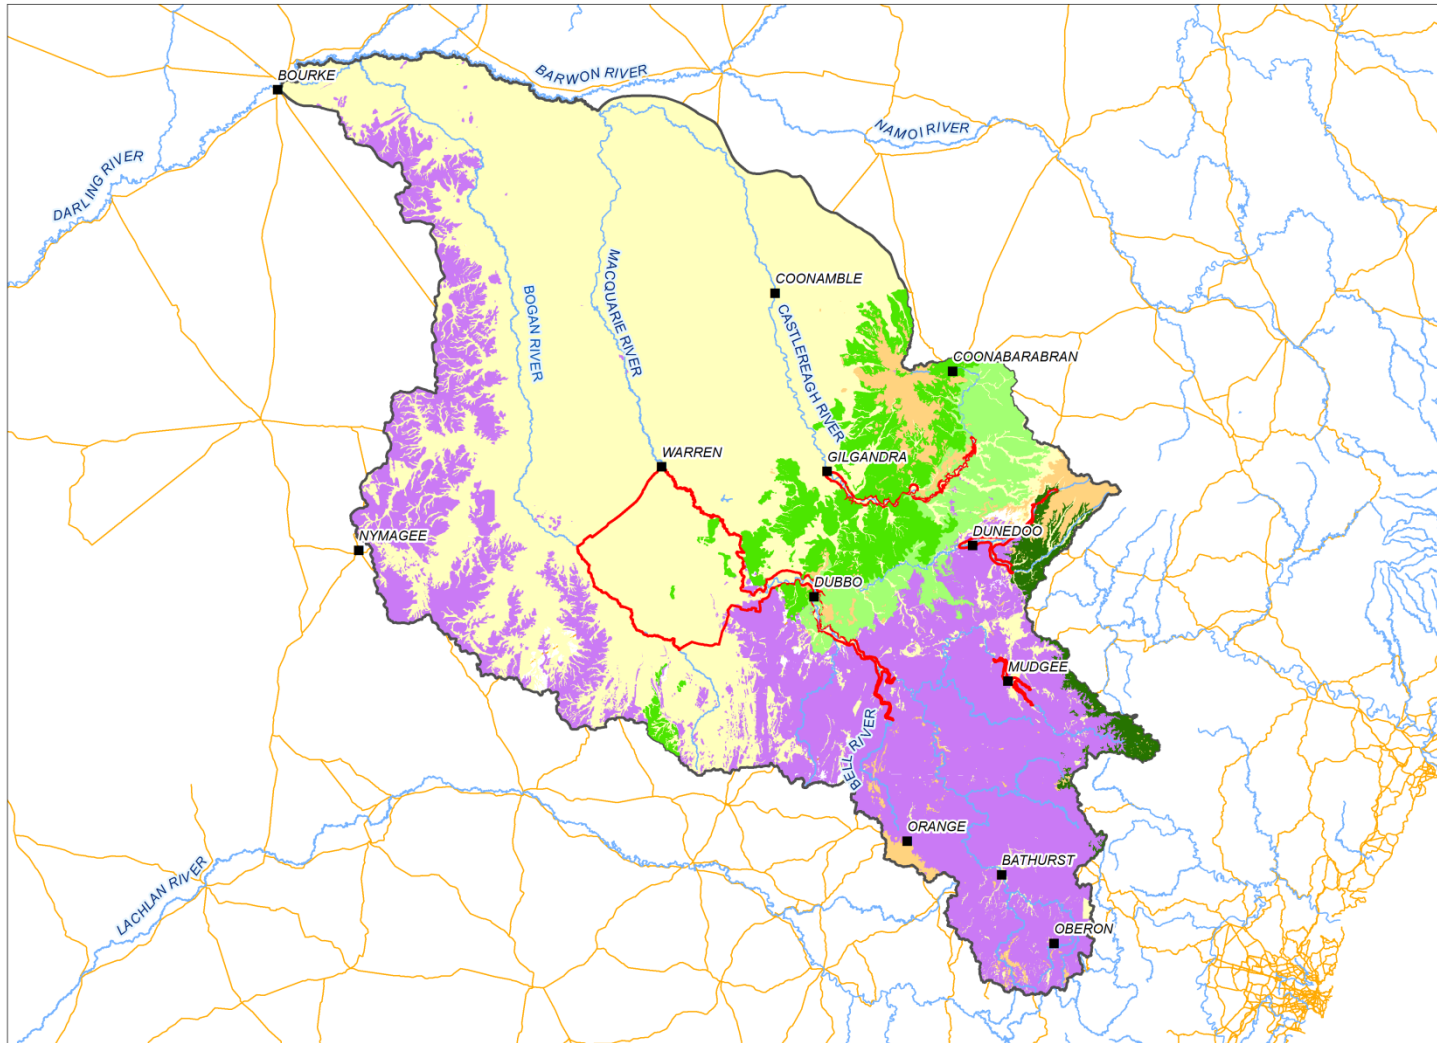 BOURKE
BARWON RIVER
NAMOI RIVER
DARLING RIVER
COONAMBLE
MACQUARIE RIVER
BOGAN RIVER
CASTLEREAGH RIVER
COONABARABRAN
WARREN
GILGANDRA
NYMAGEE
DUNEDOO
DUBBO
MUDGEE
BELL RIVER
ORANGE
BATHURST
LACHLAN RIVER
OBERON